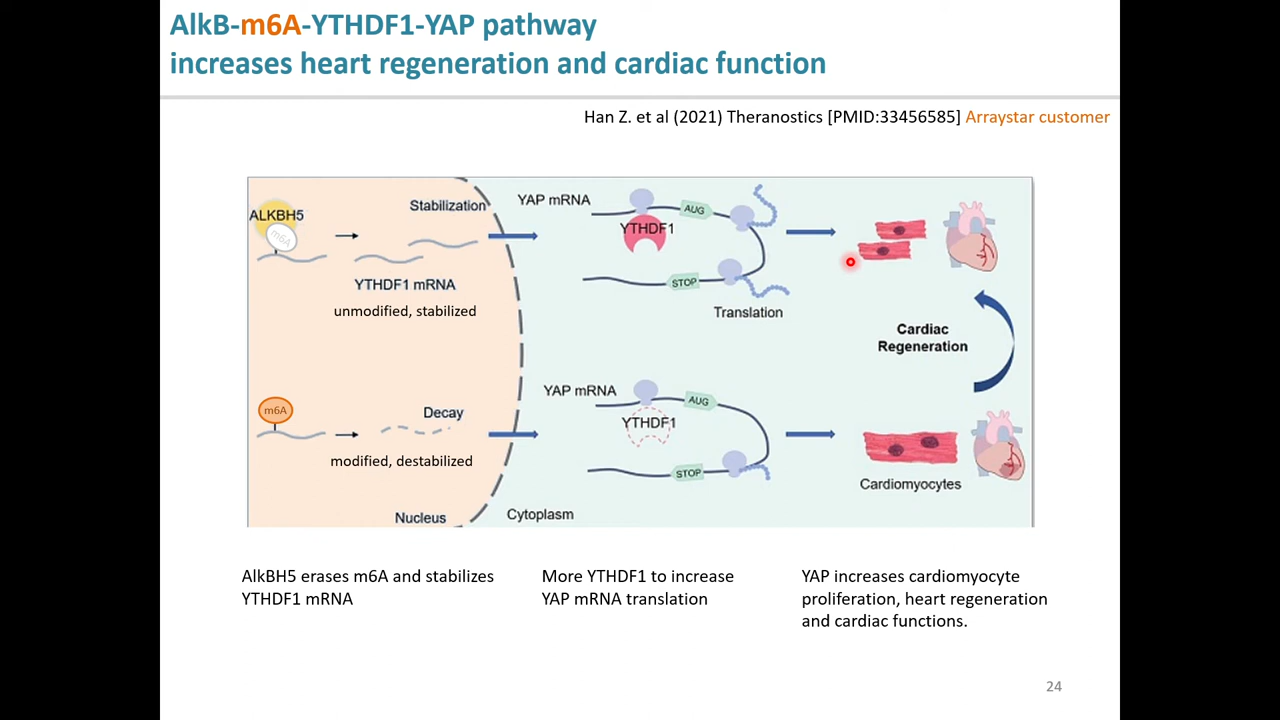 AlkB-m6A-YTHDF1-YAP pathway
increases heart regeneration and cardiac function
Han Z. et al (2021) Theranostics [PMID:33456585] Arraystar customer
ALKBH5
m6A
Stabilization
YTHDF1 mRNA
unmodified, stabilized
YAP mRNA
AUG
YTHDF1
STOP
Translation
Cardiac
Regeneration
m6A
Decay
modified, destabilized
Nucleus
YAP mRNA
AUG
YTHDF1
STOP
Cytoplasm
Cardiomyocytes
AlkBH5 erases m6A and stabilizes
YTHDF1 mRNA
More YTHDF1 to increase
YAP mRNA translation
YAP increases cardiomyocyte
proliferation, heart regeneration
and cardiac functions.
24